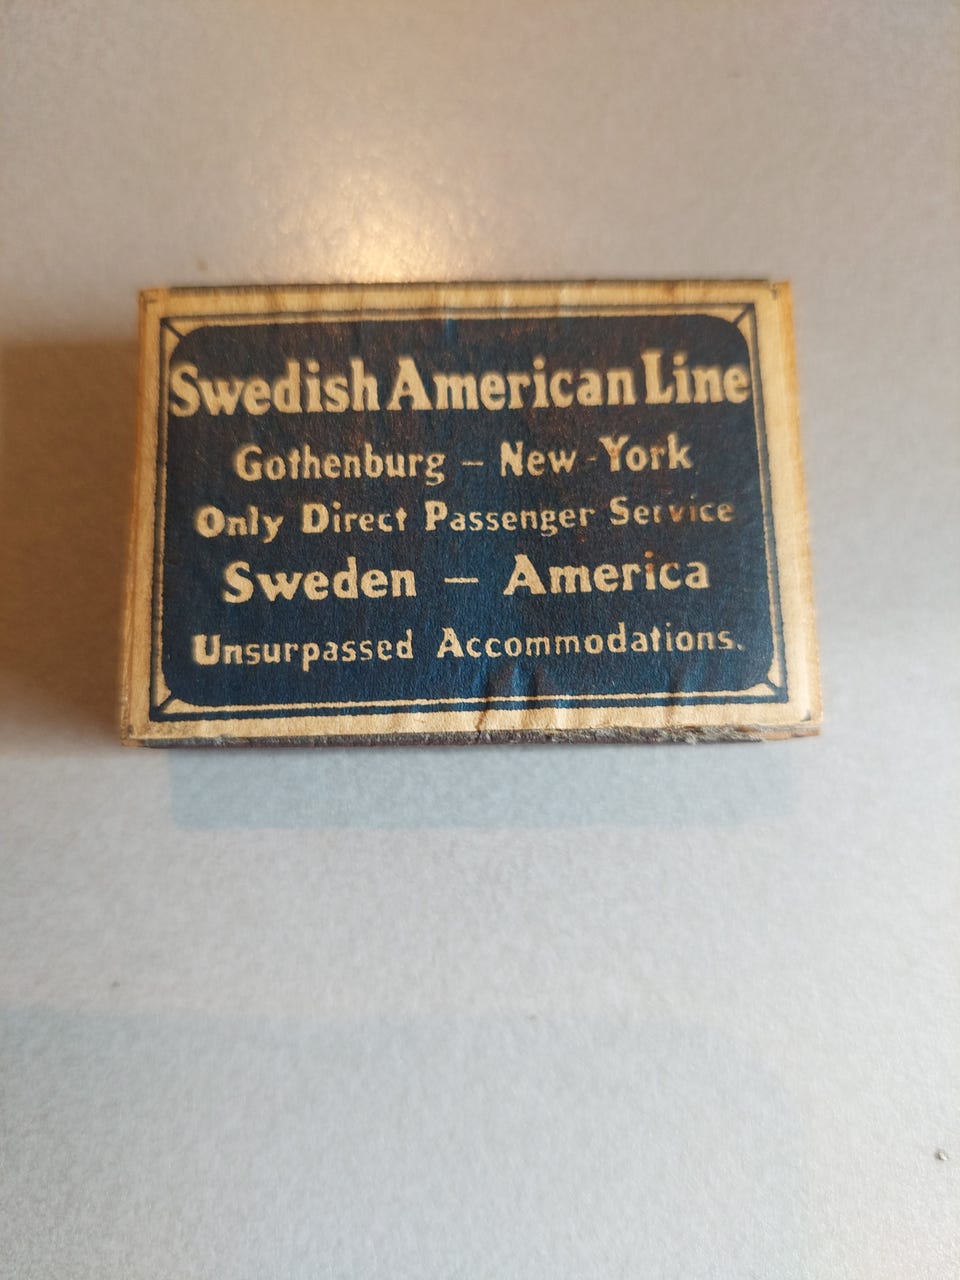 Swedish American Line
Gothenburg – New-York
Only Direct Passenger Service
Sweden – America
Unsurpassed Accommodations.